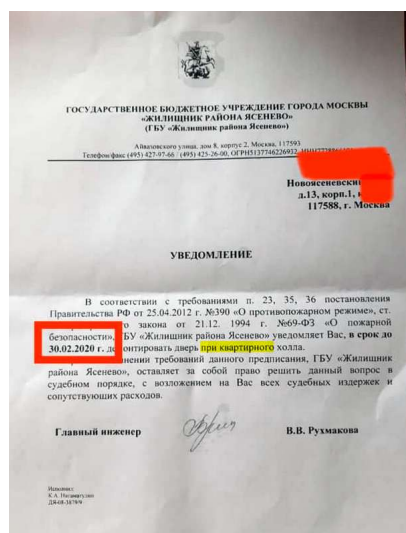 ГОСУДАРСТВЕННОЕ БЮДЖЕТНОЕ УЧРЕЖДЕНИЕ ГОРОДА МОСКВЫ
«ЖИЛИЩНИК РАЙОНА ЯСЕНЕВО»
(ГБУ «Жилищник района Ясенево»)
Айвазовского улица, дом 8, корпус 2, Москва, 117593
Телефон/факс (495) 427-97-66 / (495) 425-26-00, ОГРН5137746226932,
Новоясеневский
д.13, корп.1,
117588, г. Москва
УВЕДОМЛЕНИЕ
В соответствии с требованиями п. 23, 35, 36 постановления
Правительства РФ от 25.04.2012 г. №390 «О противопожарном режиме», ст.
закона от 21.12. 1994 г. №69-ФЗ «О пожарной
безопасности», ГБУ «Жилищник района Ясенево» уведомляет Вас, в срок до
30.02.2020 г. демонтировать дверь при квартирного холла.
требований данного предписания, ГБУ «Жилищник
района Ясенево», оставляет за собой право решить данный вопрос в
судебном порядке, с возложением на Вас всех судебных издержек и
сопутствующих расходов.
Главный инженер В.В. Рухмакова
Исполнил:
К.А.